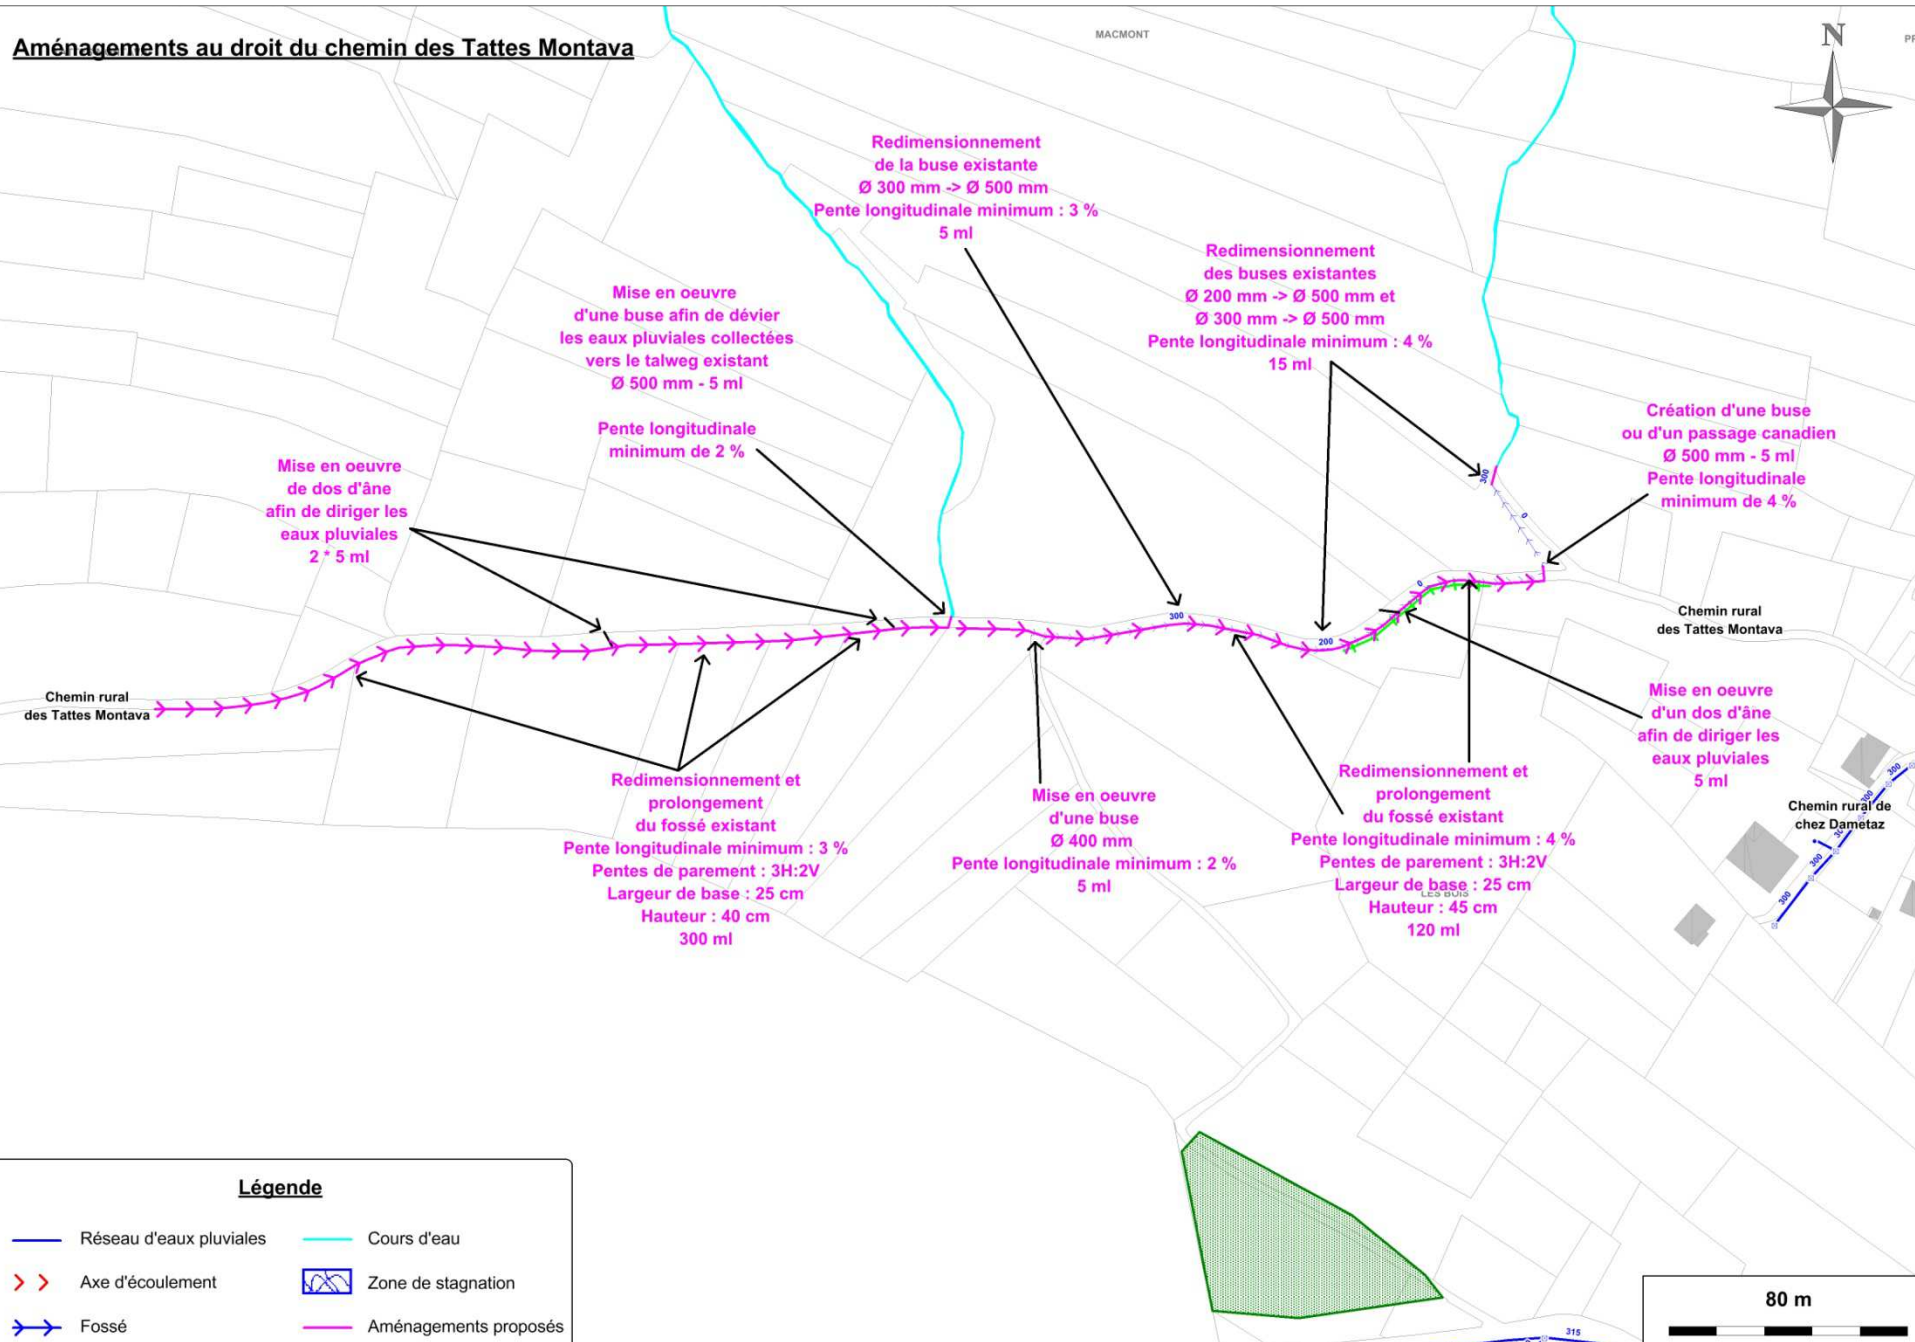 Aménagements au droit du chemin des Tattes Montava
MACMONT
N
Redimensionnement
de la buse existante
Ø 300 mm -> Ø 500 mm
Pente longitudinale minimum : 3 %
5 ml
Redimensionnement
des buses existantes
Ø 200 mm -> Ø 500 mm et
Ø 300 mm -> Ø 500 mm
Pente longitudinale minimum : 4 %
15 ml
Mise en oeuvre
d'une buse afin de dévier
les eaux pluviales collectées
vers le talweg existant
Ø 500 mm - 5 ml
Pente longitudinale
minimum de 2 %
Création d'une buse
ou d'un passage canadien
Ø 500 mm - 5 ml
Pente longitudinale
minimum de 4 %
Mise en oeuvre
de dos d'âne
afin de diriger les
eaux pluviales
2 * 5 ml
300
0
0
300
200
Chemin rural
des Tattes Montava
Chemin rural
des Tattes Montava
Mise en oeuvre
d'un dos d'âne
afin de diriger les
eaux pluviales
5 ml
Redimensionnement et
prolongement
du fossé existant
Pente longitudinale minimum : 3 %
Pentes de parement : 3H:2V
Largeur de base : 25 cm
Hauteur : 40 cm
300 ml
Mise en oeuvre
d'une buse
Ø 400 mm
Pente longitudinale minimum : 2 %
5 ml
Redimensionnement et
prolongement
du fossé existant
Pente longitudinale minimum : 4 %
Pentes de parement : 3H:2V
Largeur de base : 25 cm
LES BOIS
Hauteur : 45 cm
120 ml
300
300
Chemin rural de
chez Dametaz
300
300
Légende
Réseau d'eaux pluviales
Cours d'eau
Axe d'écoulement
Zone de stagnation
Fossé
Aménagements proposés
80 m
315